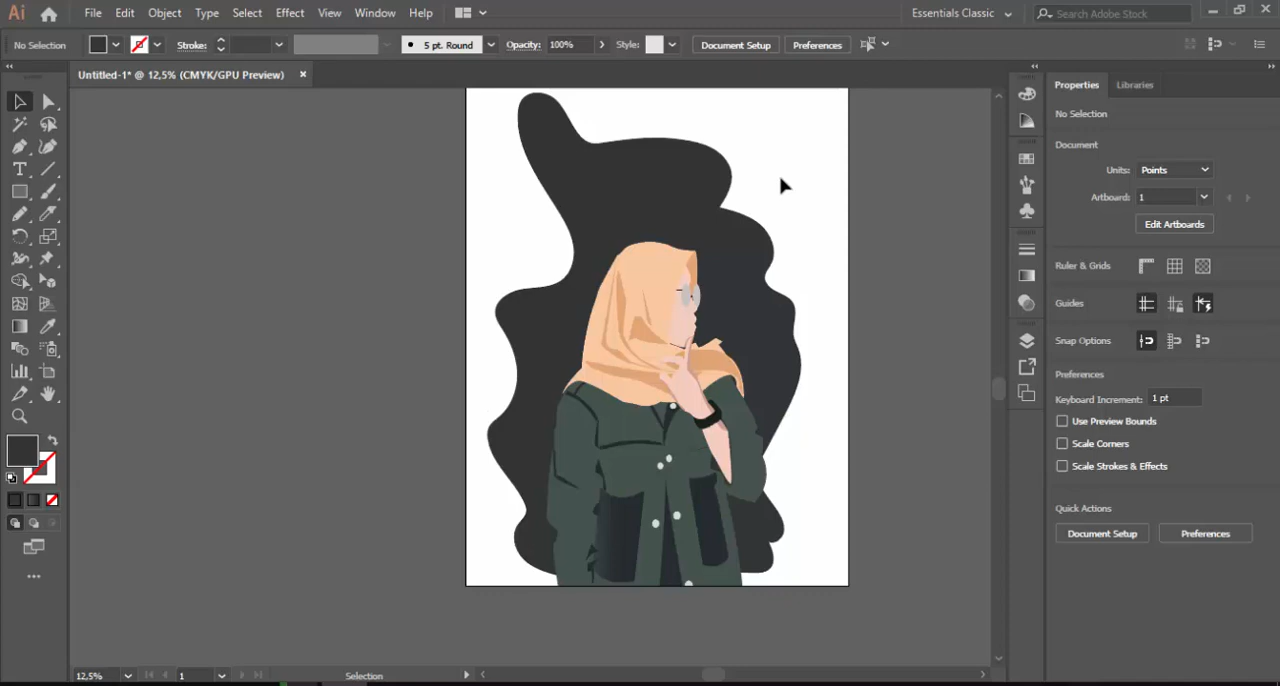 Ai File Edit Object Type Select Effect View Window Help Essentials Classic Search Adobe Stock
No Selection Stroke: 5 pt. Round Opacity: 100% Style: Document Setup Preferences
Untitled-1* @ 12,5% (CMYK/GPU Preview)
Properties Libraries
No Selection
Document
Units: Points
Artboard: 1
Edit Artboards
Ruler & Grids
Guides
Snap Options
Preferences
Keyboard Increment: 1 pt
Use Preview Bounds
Scale Corners
Scale Strokes & Effects
Quick Actions
Document Setup Preferences
12,5% 1 Selection